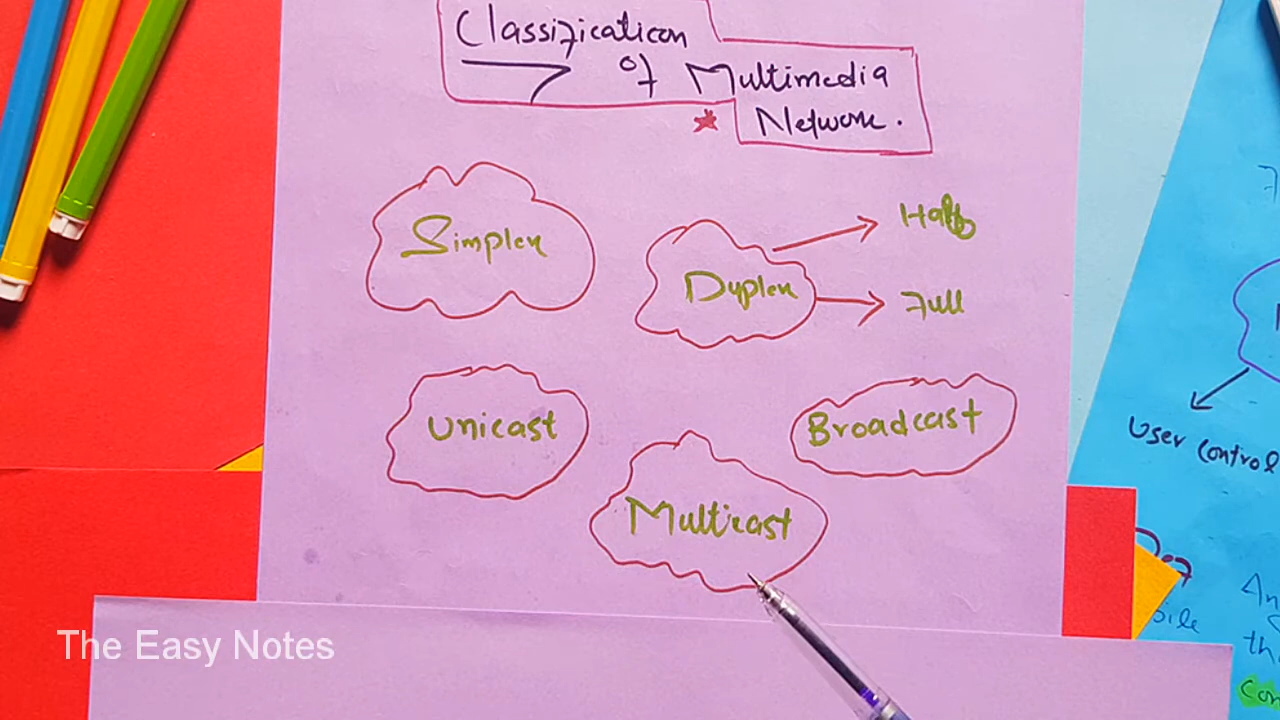 Classification
of Multimedia
Network.
Simplex
Half
Duplex
Full
Unicast
Broadcast
Multicast
User control
The Easy Notes